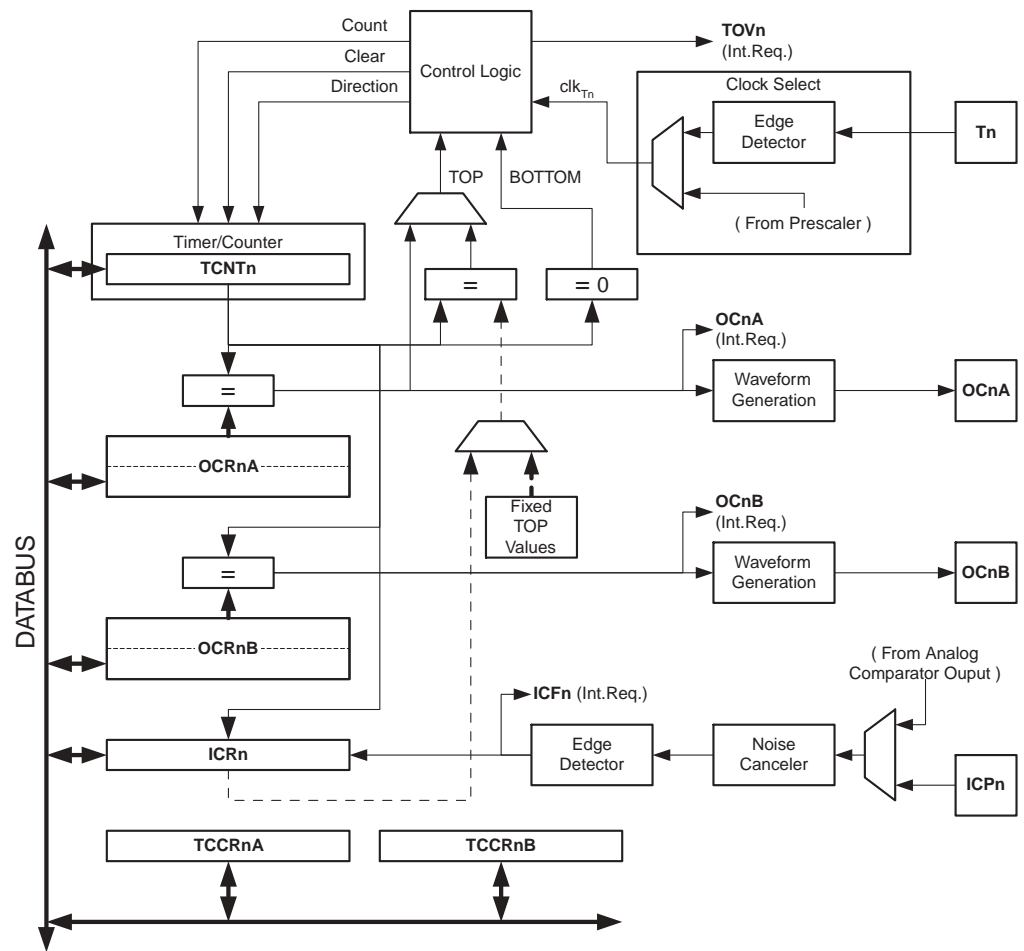 Count
TOVn
(Int.Req.)
Clear
Control Logic
Direction
clkTn
Clock Select
Edge
Detector
Tn
TOP
BOTTOM
( From Prescaler )
Timer/Counter
TCNTn
=
= 0
OCnA
(Int.Req.)
=
Waveform
Generation
OCnA
OCRnA
Fixed
TOP
Values
OCnB
(Int.Req.)
DATABUS
=
Waveform
Generation
OCnB
OCRnB
( From Analog
Comparator Ouput )
ICFn (Int.Req.)
ICRn
Edge
Detector
Noise
Canceler
ICPn
TCCRnA
TCCRnB